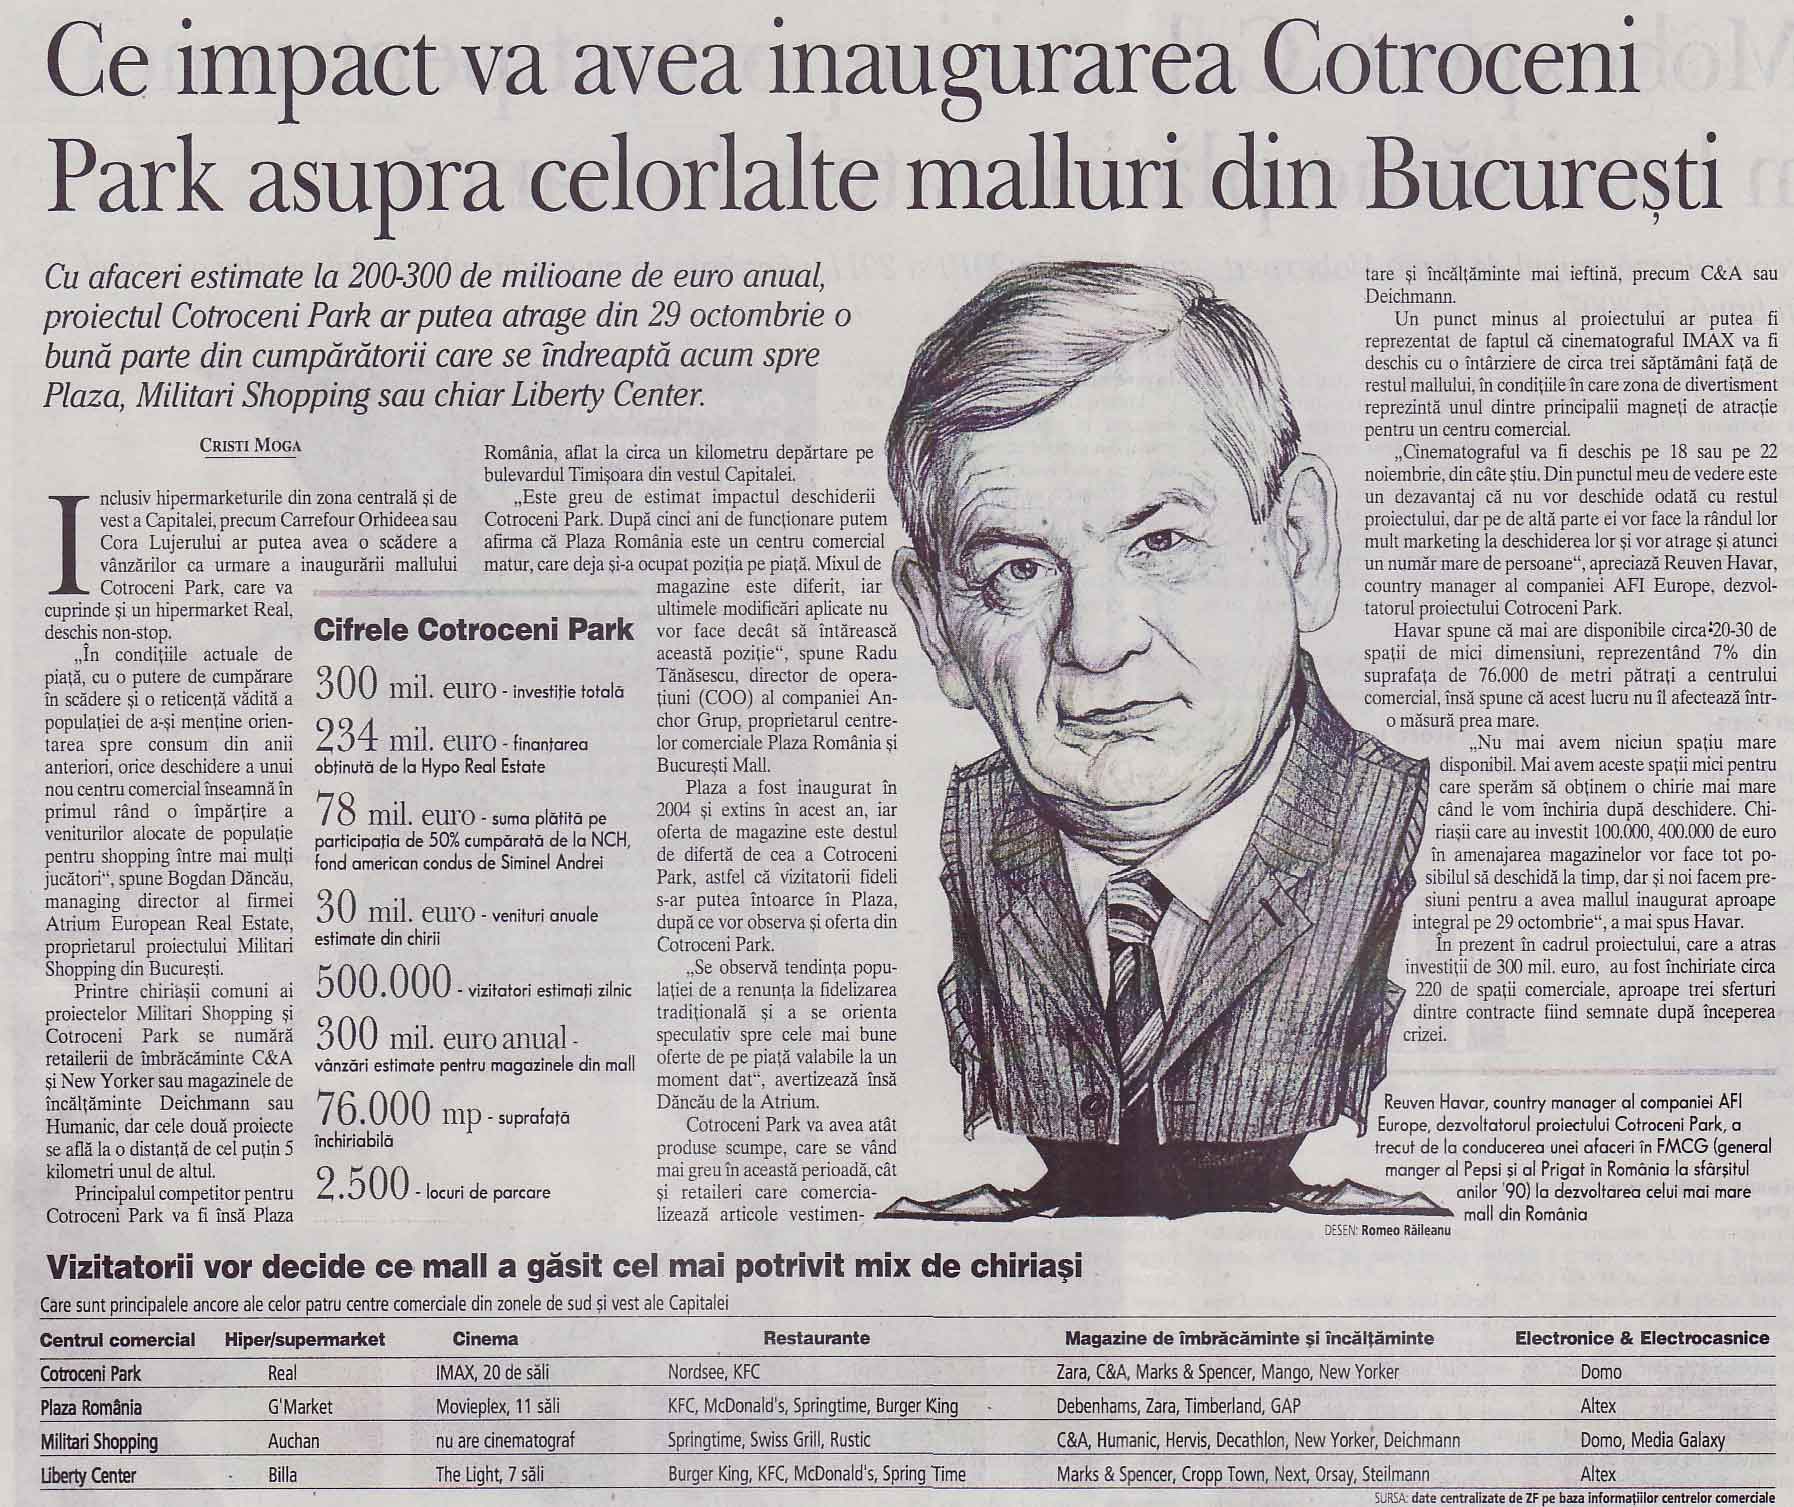 Ce impact va avea inaugurarea Cotroceni
Park asupra celorlalte malluri din București
Cu afaceri estimate la 200-300 de milioane de euro anual,
proiectul Cotroceni Park ar putea atrage din 29 octombrie o
bună parte din cumpărătorii care se îndreaptă acum spre
Plaza, Militari Shopping sau chiar Liberty Center.
CRISTI MOGA
Inclusiv hipermarketurile din zona centrală și de
vest a Capitalei, precum Carrefour Orhideea sau
Cora Lujerului ar putea avea o scădere a
vânzărilor ca urmare a inaugurării mallului
Cotroceni Park, care va
cuprinde și un hipermarket Real,
deschis non-stop.
„În condițiile actuale de
piață, cu o putere de cumpărare
în scădere și o reticență vădită a
populației de a-și menține orien-
tarea spre consum din anii
anteriori, orice deschidere a unui
nou centru comercial înseamnă în
primul rând o împărțire a
veniturilor alocate de populație
pentru shopping între mai mulți
jucători“, spune Bogdan Dăncău,
managing director al firmei
Atrium European Real Estate,
proprietarul proiectului Militari
Shopping din București.
Printre chiriașii comuni ai
proiectelor Militari Shopping și
Cotroceni Park se numără
retailerii de îmbrăcăminte C&A
și New Yorker sau magazinele de
încălțăminte Deichmann sau
Humanic, dar cele două proiecte
se află la o distanță de cel puțin 5
kilometri unul de altul.
Principalul competitor pentru
Cotroceni Park va fi însă Plaza
România, aflat la circa un kilometru depărtare pe
bulevardul Timișoara din vestul Capitalei.
„Este greu de estimat impactul deschiderii
Cotroceni Park. După cinci ani de funcționare putem
afirma că Plaza România este un centru comercial
matur, care deja și-a ocupat poziția pe piață. Mixul de
magazine este diferit, iar
ultimele modificări aplicate nu
vor face decât să întărească
această poziție“, spune Radu
Tănăsescu, director de opera-
țiuni (COO) al companiei An-
chor Grup, proprietarul centre-
lor comerciale Plaza România și
București Mall.
Plaza a fost inaugurat în
2004 și extins în acest an, iar
oferta de magazine este destul
de difertă de cea a Cotroceni
Park, astfel că vizitatorii fideli
s-ar putea întoarce în Plaza,
după ce vor observa și oferta din
Cotroceni Park.
„Se observă tendința popu-
lației de a renunța la fidelizarea
tradițională și a se orienta
speculativ spre cele mai bune
oferte de pe piață valabile la un
moment dat“, avertizează însă
Dăncău de la Atrium.
Cotroceni Park va avea atât
produse scumpe, care se vând
mai greu în această perioadă, cât
și retaileri care comercia-
lizează articole vestimen-
Cifrele Cotroceni Park
300 mil. euro - investiție totală
234 mil. euro - finanțarea
obținută de la Hypo Real Estate
78 mil. euro - suma plătită pe
participația de 50% cumpărată de la NCH,
fond american condus de Siminel Andrei
30 mil. euro - venituri anuale
estimate din chirii
500.000 - vizitatori estimați zilnic
300 mil. euro anual -
vânzări estimate pentru magazinele din mall
76.000 mp - suprafață
închiriabilă
2.500 - locuri de parcare
tare și încălțăminte mai ieftină, precum C&A sau
Deichmann.
Un punct minus al proiectului ar putea fi
reprezentat de faptul că cinematograful IMAX va fi
deschis cu o întârziere de circa trei săptămâni față de
restul mallului, în condițiile în care zona de divertisment
reprezintă unul dintre principalii magneți de atracție
pentru un centru comercial.
„Cinematograful va fi deschis pe 18 sau pe 22
noiembrie, din câte știu. Din punctul meu de vedere este
un dezavantaj că nu vor deschide odată cu restul
proiectului, dar pe de altă parte ei vor face la rândul lor
mult marketing la deschiderea lor și vor atrage și atunci
un număr mare de persoane“, apreciază Reuven Havar,
country manager al companiei AFI Europe, dezvol-
tatorul proiectului Cotroceni Park.
Havar spune că mai are disponibile circa 20-30 de
spații de mici dimensiuni, reprezentând 7% din
suprafața de 76.000 de metri pătrați a centrului
comercial, însă spune că acest lucru nu îl afectează într-
o măsură prea mare.
„Nu mai avem niciun spațiu mare
disponibil. Mai avem aceste spații mici pentru
care sperăm să obținem o chirie mai mare
când le vom închiria după deschidere. Chi-
riașii care au investit 100.000, 400.000 de euro
în amenajarea magazinelor vor face tot po-
sibilul să deschidă la timp, dar și noi facem pre-
siuni pentru a avea mallul inaugurat aproape
integral pe 29 octombrie“, a mai spus Havar.
În prezent în cadrul proiectului, care a atras
investiții de 300 mil. euro, au fost închiriate circa
220 de spații comerciale, aproape trei sferturi
dintre contracte fiind semnate după începerea
crizei.
Reuven Havar, country manager al companiei AFI
Europe, dezvoltatorul proiectului Cotroceni Park, a
trecut de la conducerea unei afaceri în FMCG (general
manger al Pepsi și al Prigat în România la sfârșitul
anilor '90) la dezvoltarea celui mai mare
mall din România
DESEN: Romeo Răileanu
Vizitatorii vor decide ce mall a găsit cel mai potrivit mix de chiriași
Care sunt principalele ancore ale celor patru centre comerciale din zonele de sud și vest ale Capitalei
Centrul comercial Hiper/supermarket Cinema Restaurante Magazine de îmbrăcăminte și încălțăminte Electronice & Electrocasnice
Cotroceni Park Real IMAX, 20 de săli Nordsee, KFC Zara, C&A, Marks & Spencer, Mango, New Yorker Domo
Plaza România G'Market Movieplex, 11 săli KFC, McDonald's, Springtime, Burger King Debenhams, Zara, Timberland, GAP Altex
Militari Shopping Auchan nu are cinematograf Springtime, Swiss Grill, Rustic C&A, Humanic, Hervis, Decathlon, New Yorker, Deichmann Domo, Media Galaxy
Liberty Center Billa The Light, 7 săli Burger King, KFC, McDonald's, Spring Time Marks & Spencer, Cropp Town, Next, Orsay, Steilmann Altex
SURSA: date centralizate de ZF pe baza informațiilor centrelor comerciale